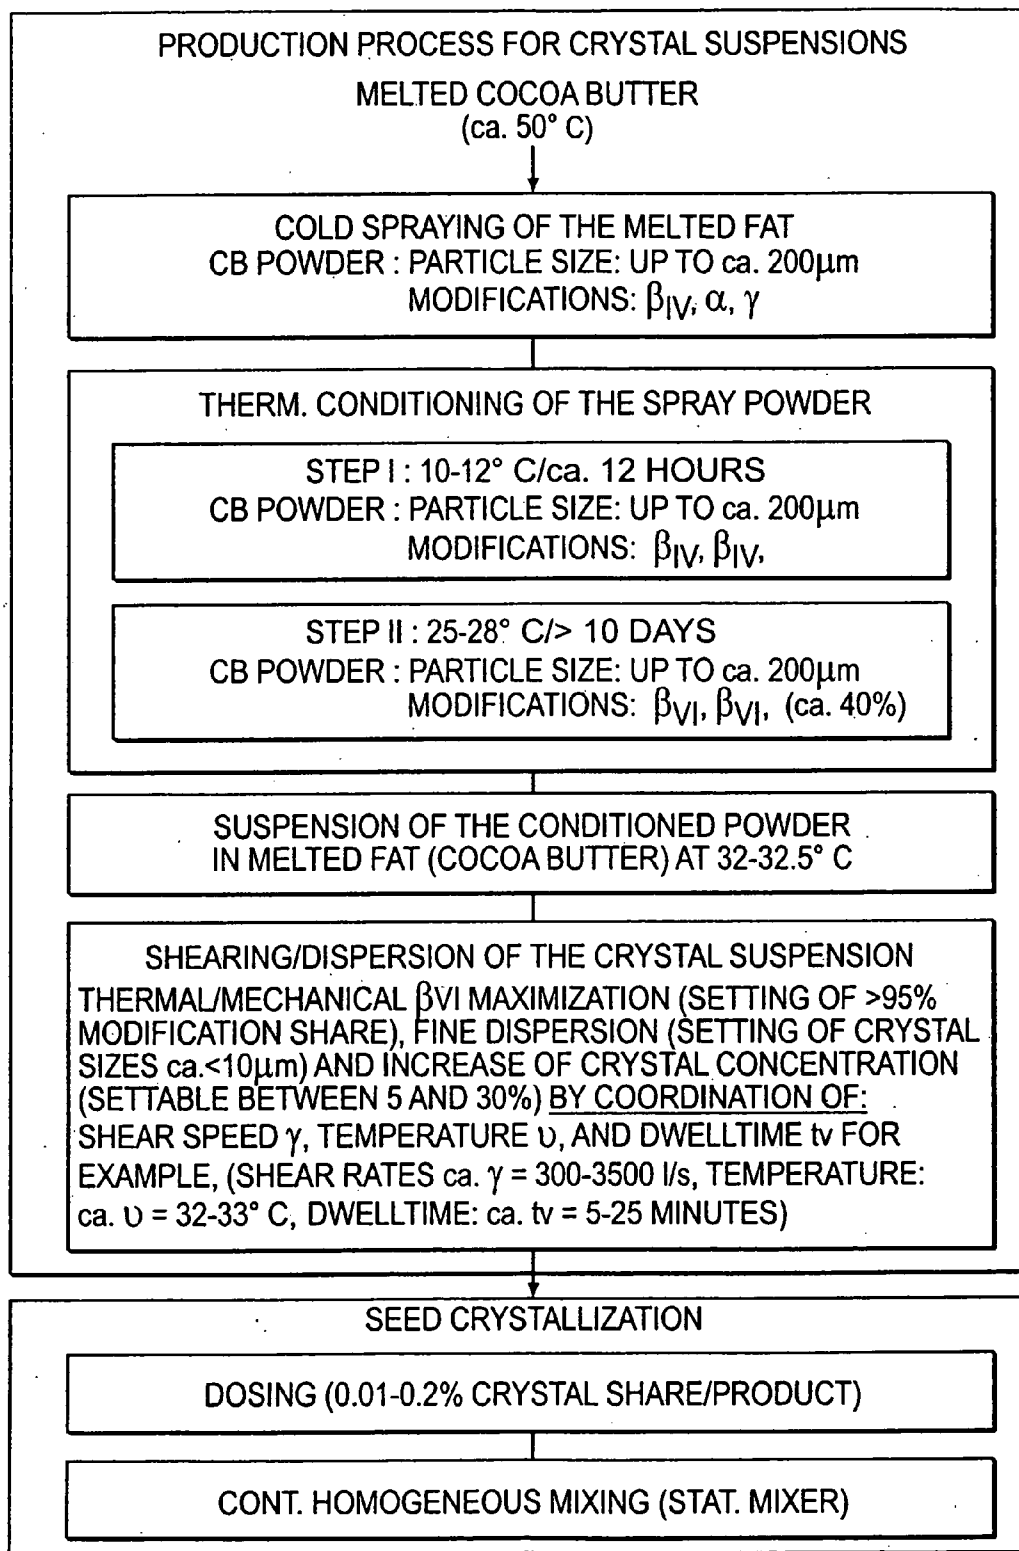 PRODUCTION PROCESS FOR CRYSTAL SUSPENSIONS
MELTED COCOA BUTTER
(ca. 50° C)
COLD SPRAYING OF THE MELTED FAT
CB POWDER : PARTICLE SIZE: UP TO ca. 200µm
MODIFICATIONS: βIV, α, γ
THERM. CONDITIONING OF THE SPRAY POWDER
STEP I : 10-12° C/ca. 12 HOURS
CB POWDER : PARTICLE SIZE: UP TO ca. 200µm
MODIFICATIONS: βIV, βIV,
STEP II : 25-28° C/> 10 DAYS
CB POWDER : PARTICLE SIZE: UP TO ca. 200µm
MODIFICATIONS: βVI, βVI, (ca. 40%)
SUSPENSION OF THE CONDITIONED POWDER
IN MELTED FAT (COCOA BUTTER) AT 32-32.5° C
SHEARING/DISPERSION OF THE CRYSTAL SUSPENSION
THERMAL/MECHANICAL βVI MAXIMIZATION (SETTING OF >95%
MODIFICATION SHARE), FINE DISPERSION (SETTING OF CRYSTAL
SIZES ca.<10µm) AND INCREASE OF CRYSTAL CONCENTRATION
(SETTABLE BETWEEN 5 AND 30%) BY COORDINATION OF:
SHEAR SPEED γ, TEMPERATURE υ, AND DWELLTIME tv FOR
EXAMPLE, (SHEAR RATES ca. γ = 300-3500 l/s, TEMPERATURE:
ca. υ = 32-33° C, DWELLTIME: ca. tv = 5-25 MINUTES)
SEED CRYSTALLIZATION
DOSING (0.01-0.2% CRYSTAL SHARE/PRODUCT)
CONT. HOMOGENEOUS MIXING (STAT. MIXER)